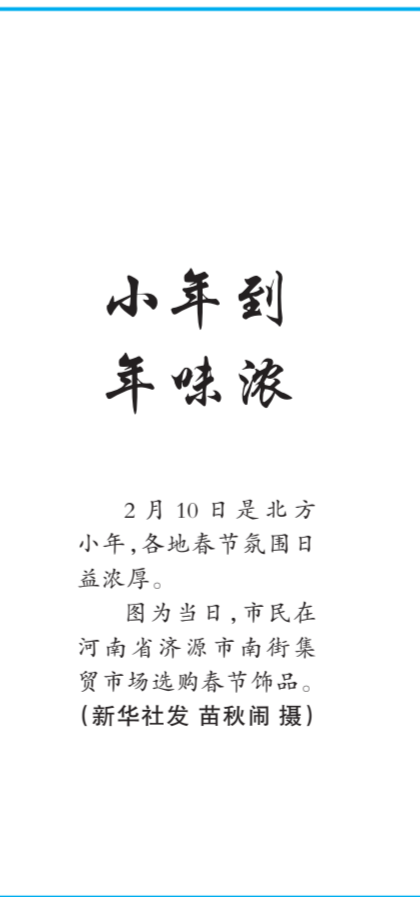 小年到
年味浓
2月10日是北方
小年，各地春节氛围日
益浓厚。
图为当日，市民在
河南省济源市南街集
贸市场选购春节饰品。
（新华社发 苗秋闹 摄）